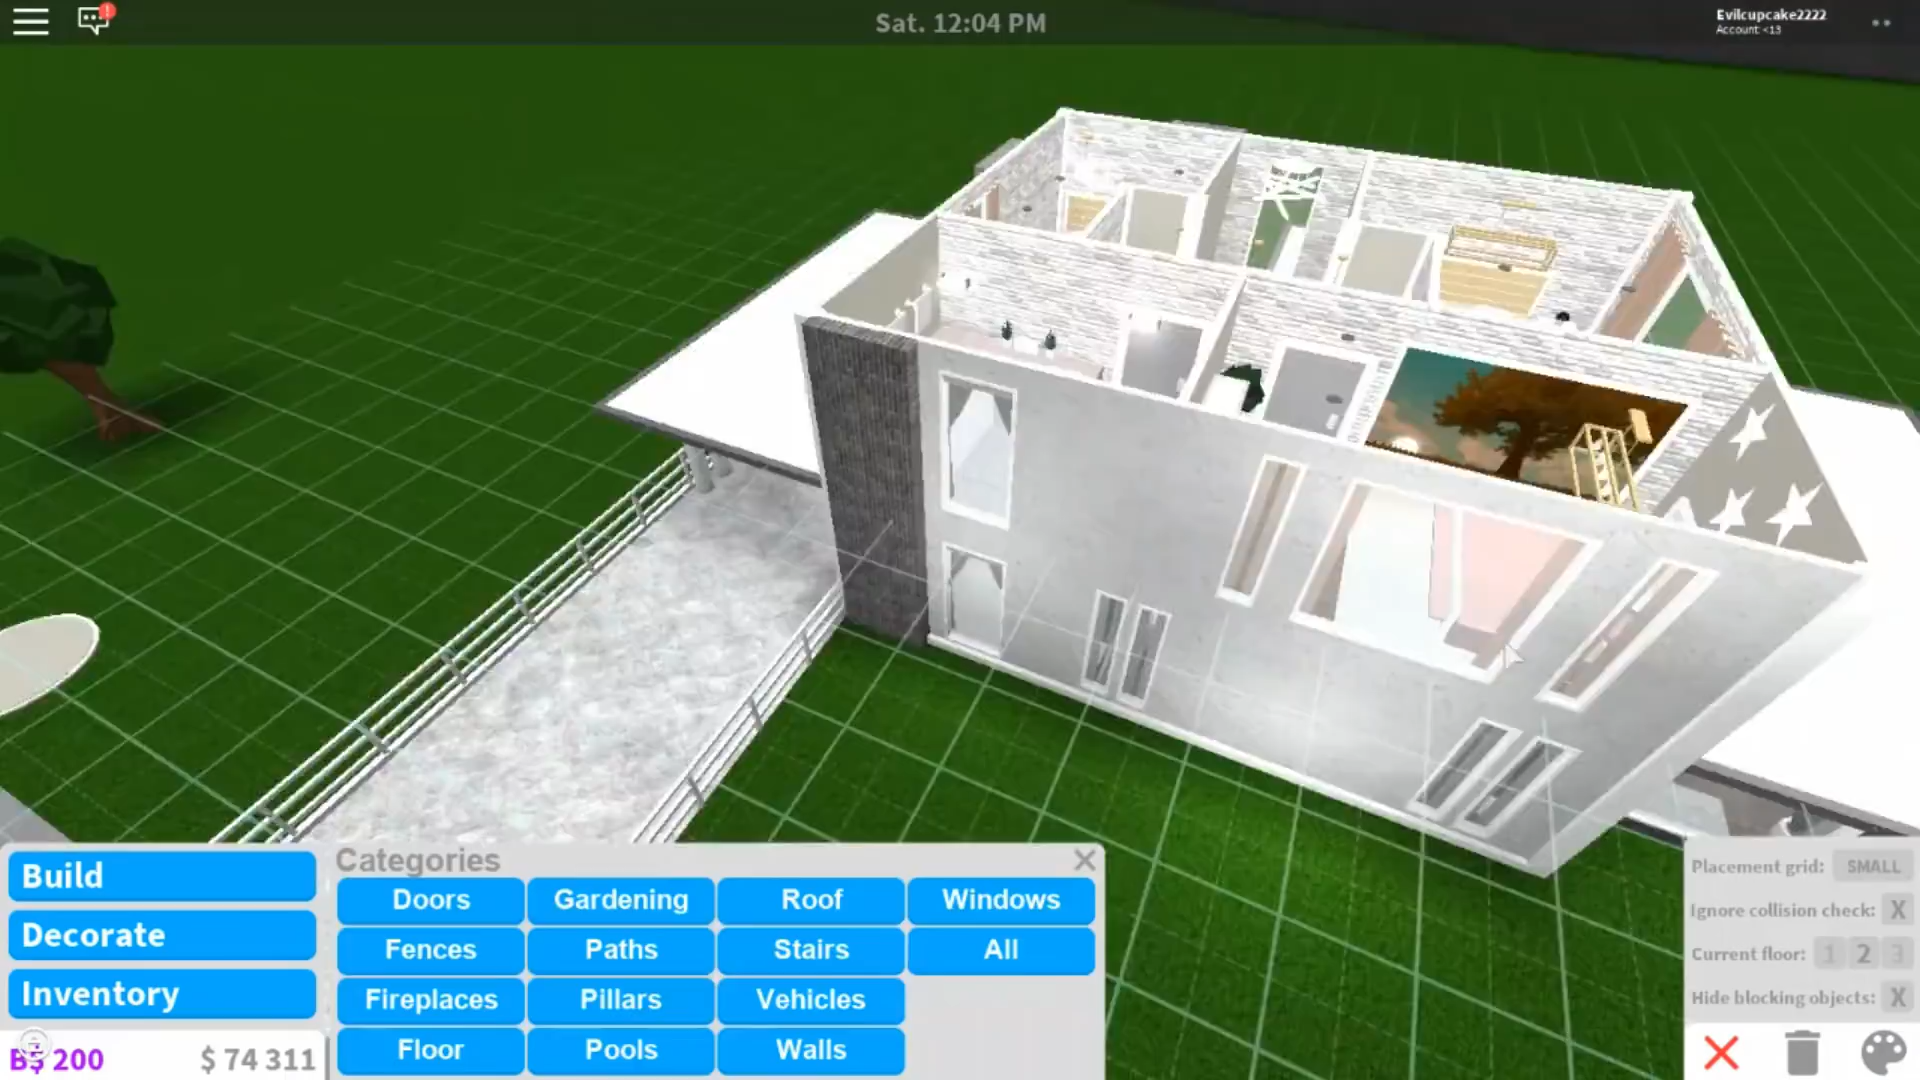 Sat. 12:04 PM
Evilcupcake2222
Account: <13
Build
Decorate
Inventory
B$ 200
$ 74 311
Categories
Doors
Gardening
Roof
Windows
Fences
Paths
Stairs
All
Fireplaces
Pillars
Vehicles
Floor
Pools
Walls
Placement grid: SMALL
Ignore collision check: X
Current floor: 1 2 3
Hide blocking objects: X